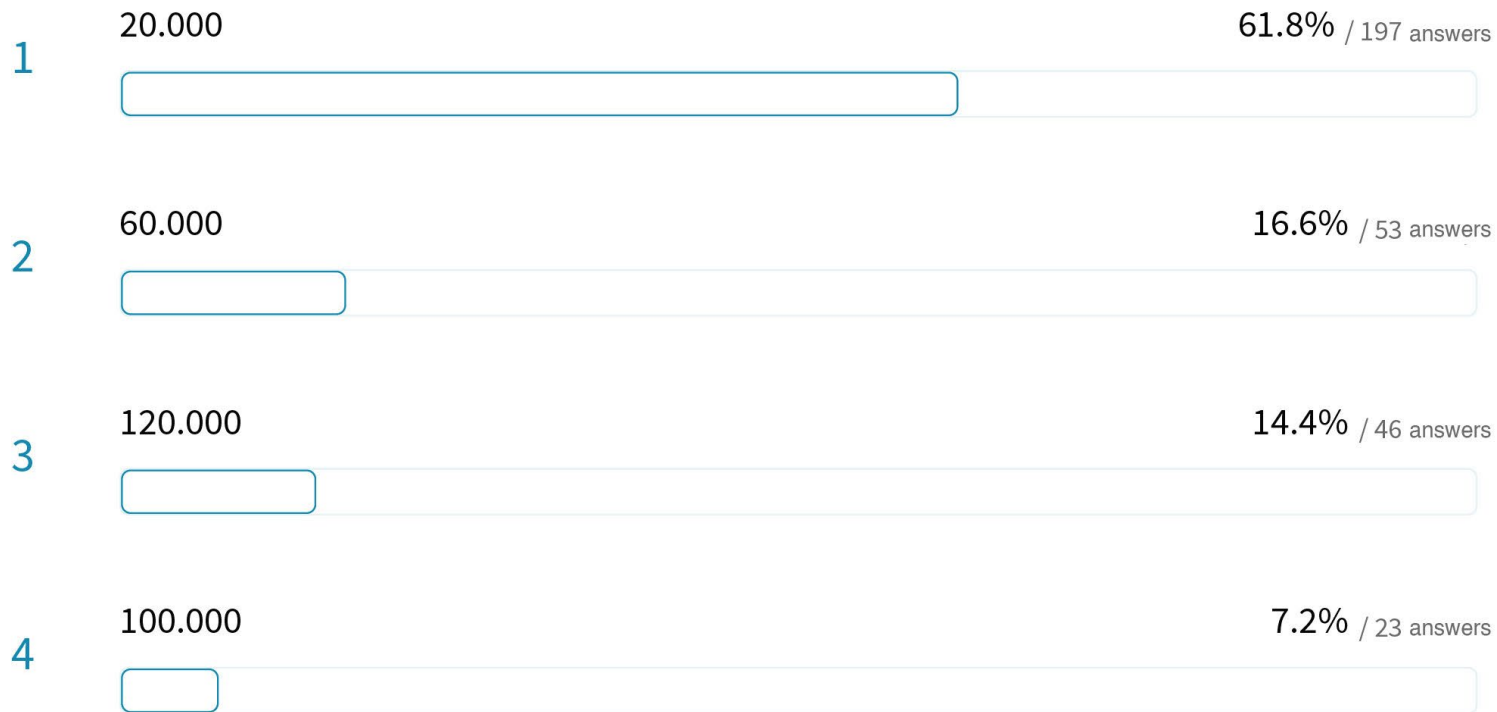 20.000
61.8% / 197 answers
1
60.000
16.6% / 53 answers
2
120.000
14.4% / 46 answers
3
100.000
7.2% / 23 answers
4